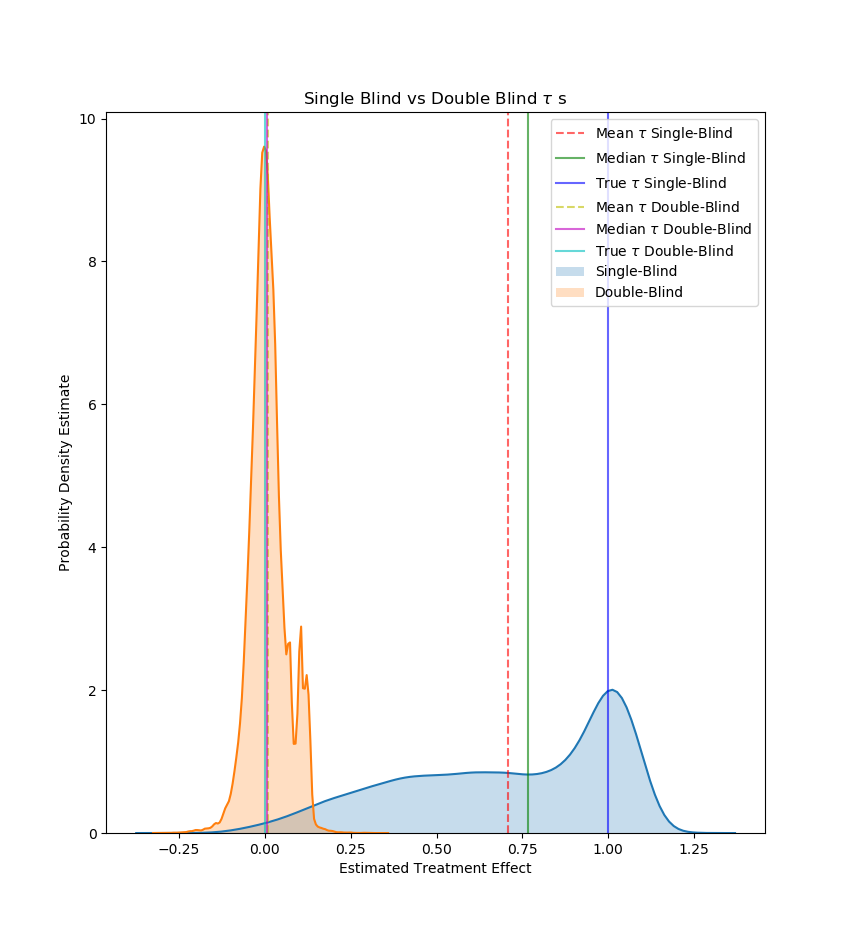 Single Blind vs Double Blind τ s
10
8
6
4
2
0
Probability Density Estimate
Mean τ Single-Blind
Median τ Single-Blind
True τ Single-Blind
Mean τ Double-Blind
Median τ Double-Blind
True τ Double-Blind
Single-Blind
Double-Blind
−0.25 0.00 0.25 0.50 0.75 1.00 1.25
Estimated Treatment Effect